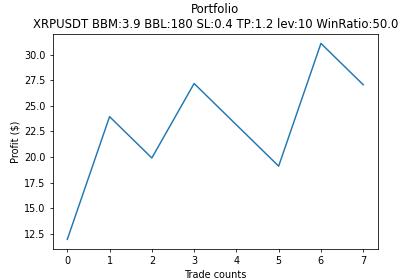 Portfolio
XRPUSDT BBM:3.9 BBL:180 SL:0.4 TP:1.2 lev:10 WinRatio:50.0
30.0
27.5
25.0
22.5
20.0
17.5
15.0
12.5
Profit ($)
0 1 2 3 4 5 6 7
Trade counts